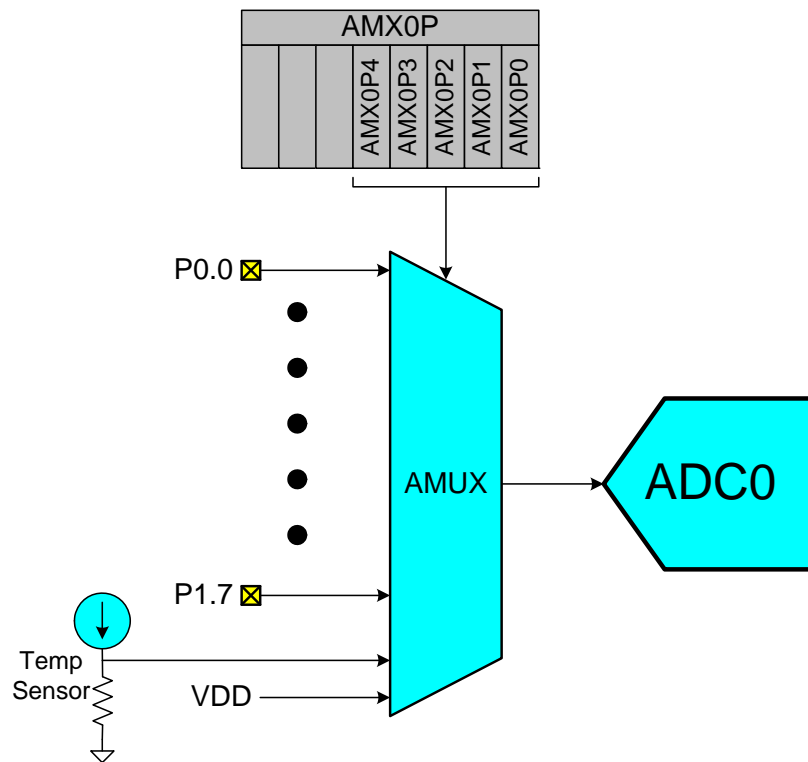 AMX0P
AMX0P4
AMX0P3
AMX0P2
AMX0P1
AMX0P0
P0.0
AMUX
ADC0
P1.7
Temp
Sensor
VDD